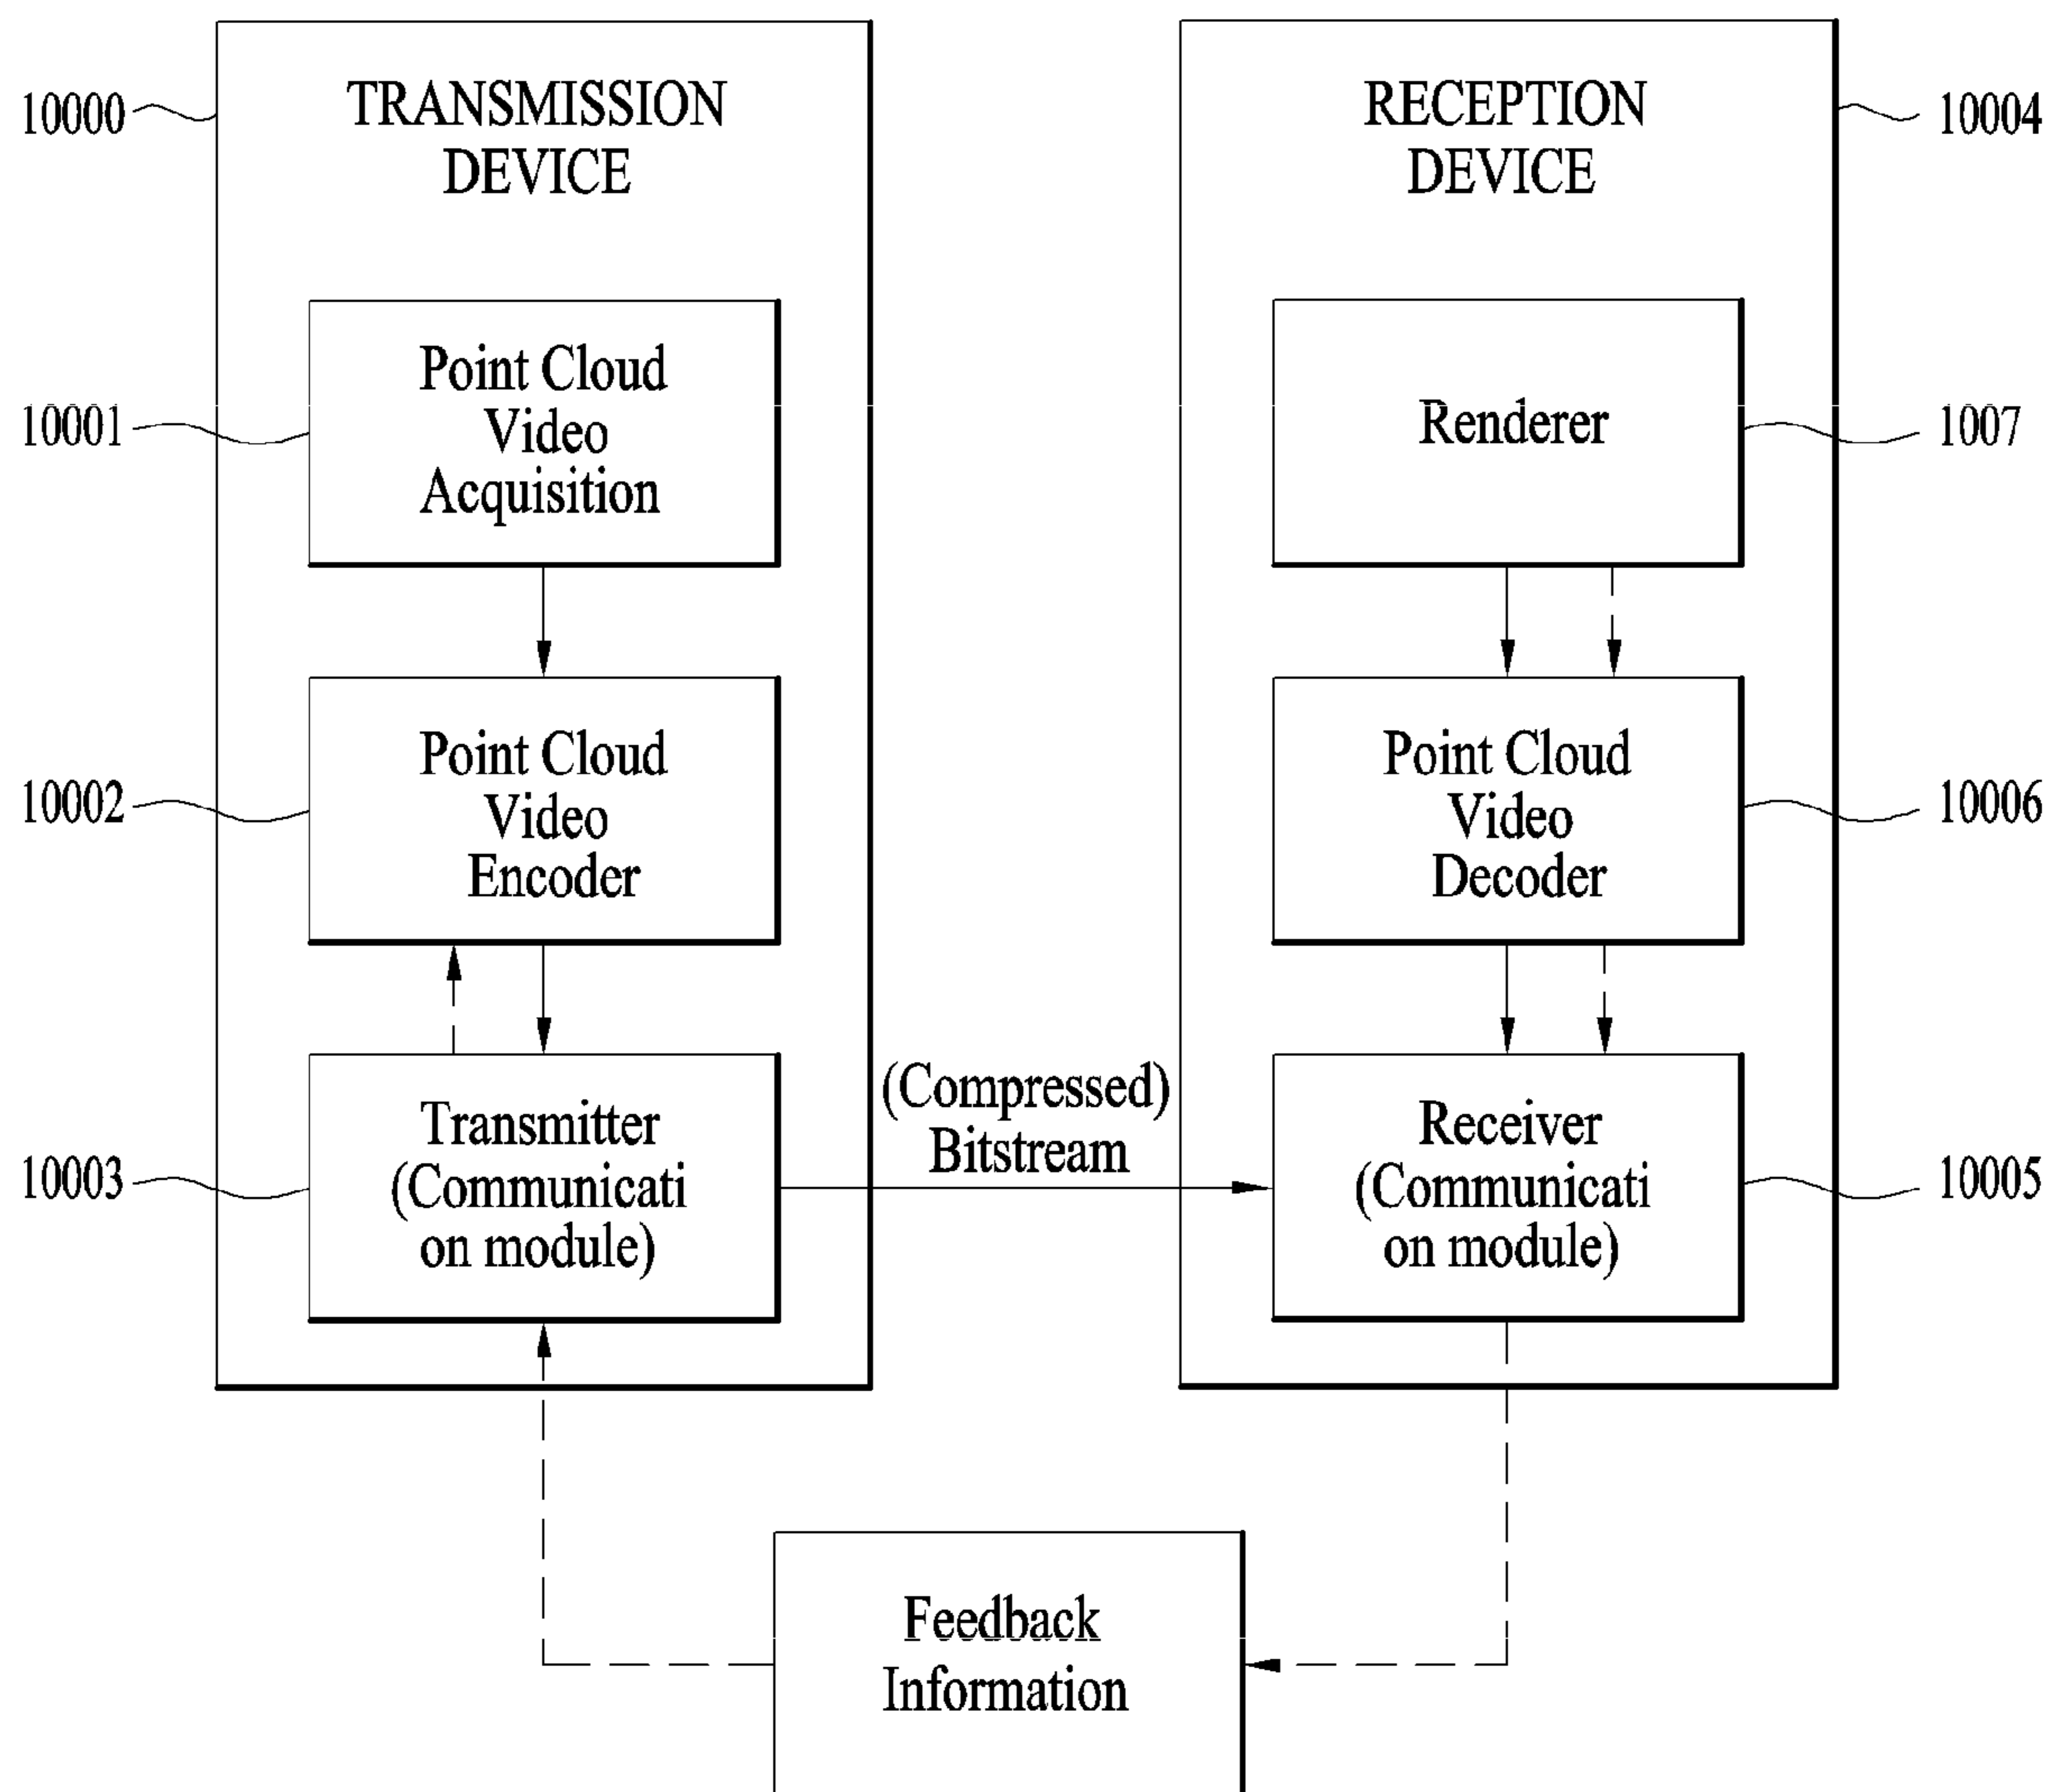 10000
TRANSMISSION
DEVICE
10001
Point Cloud
Video
Acquisition
10002
Point Cloud
Video
Encoder
10003
Transmitter
(Communicati
on module)
(Compressed)
Bitstream
RECEPTION
DEVICE
10004
Renderer
1007
Point Cloud
Video
Decoder
10006
Receiver
(Communicati
on module)
10005
Feedback
Information